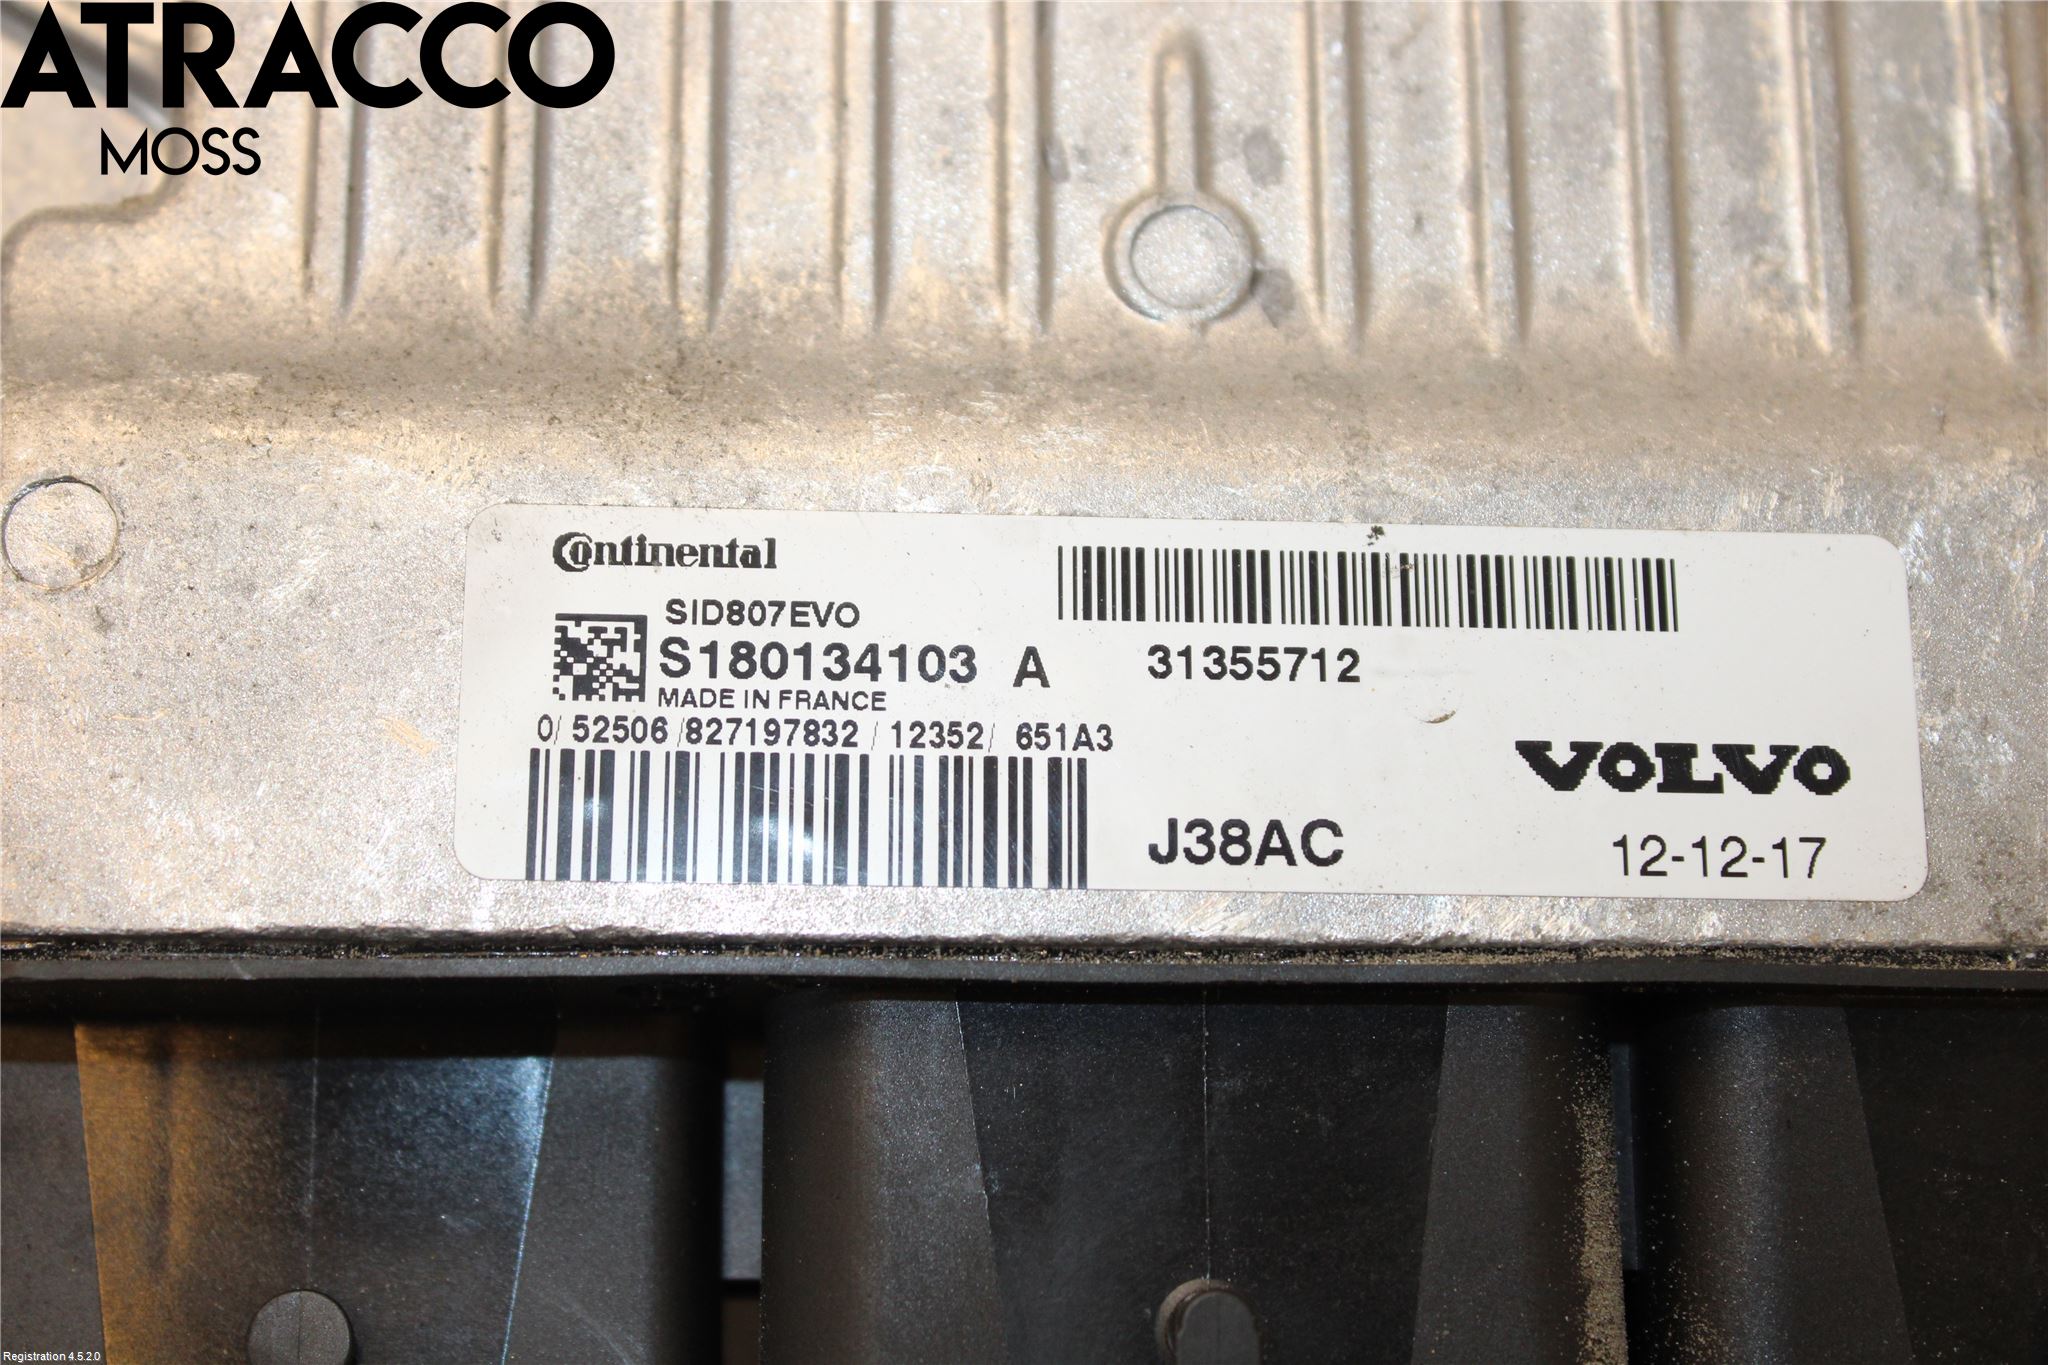 ATRACCO
MOSS
Continental
SID807EVO
S180134103 A 31355712
MADE IN FRANCE
0/ 52506 /827197832 / 12352 / 651A3
VOLVO
J38AC 12-12-17
Registration 4.5.2.0